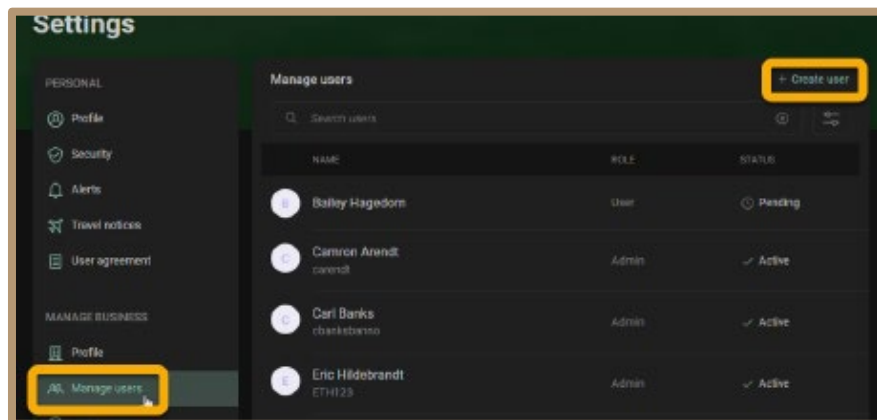 Settings
PERSONAL
Profile
Security
Alerts
Travel notices
User agreement
MANAGE BUSINESS
Profile
Manage users
Manage users
+ Create user
Search users
NAME ROLE STATUS
B Bailey Hagedorn User Pending
C Camron Arendt Admin Active
carendt
C Carl Banks Admin Active
cbanksbanno
E Eric Hildebrandt Admin Active
ETH123